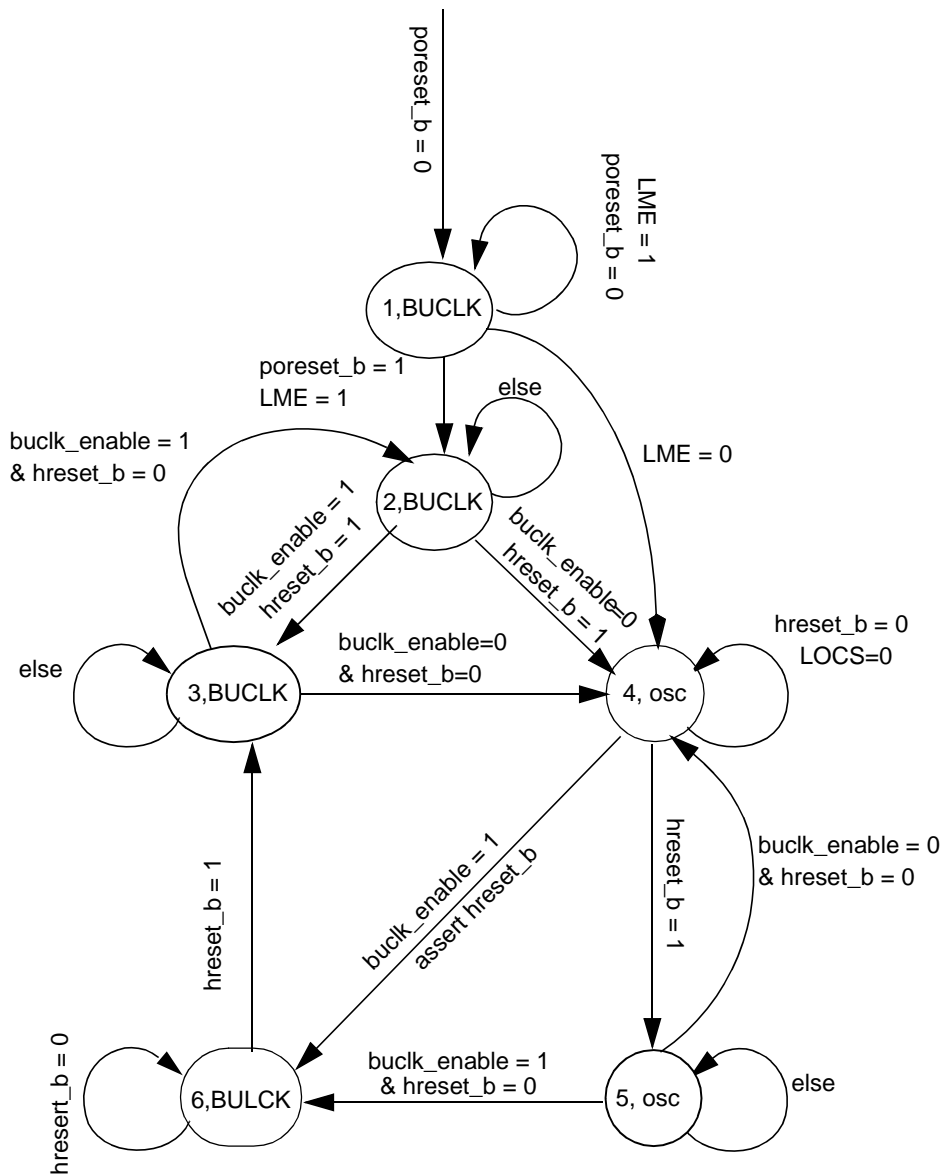 poreset_b = 0
LME = 1
poreset_b = 0
1,BUCLK
poreset_b = 1
LME = 1
else
buclk_enable = 1
& hreset_b = 0
LME = 0
2,BUCLK
buclk_enable = 1
hreset_b = 1
buclk_enable=0
hreset_b = 1
hreset_b = 0
LOCS=0
buclk_enable=0
& hreset_b=0
else
3,BUCLK
4, osc
hreset_b = 1
buclk_enable = 1
assert hreset_b
hreset_b = 1
buclk_enable = 0
& hreset_b = 0
hresert_b = 0
6,BULCK
buclk_enable = 1
& hreset_b = 0
5, osc
else